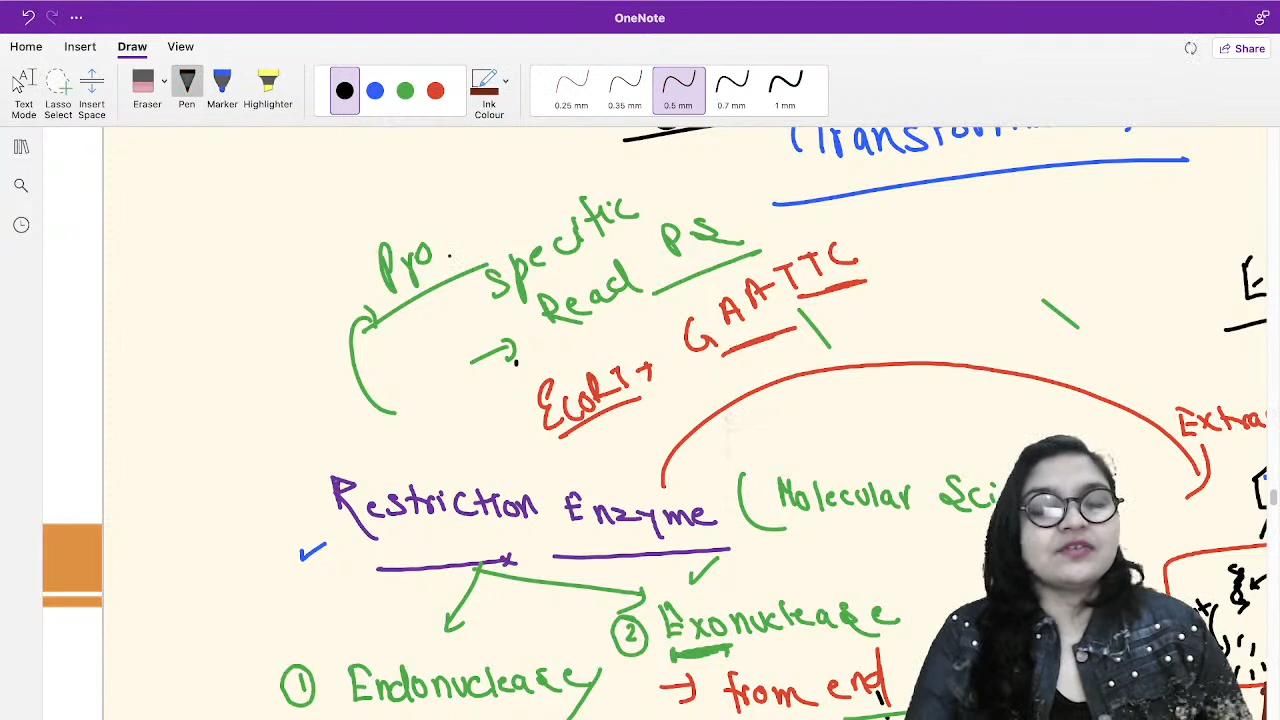 OneNote
Home Insert Draw View
Share
Text Mode
Lasso Select
Insert Space
Eraser
Pen
Marker
Highlighter
Ink Colour
0.25 mm
0.35 mm
0.5 mm
0.7 mm
1 mm
Pro
specific
Read PS
GAATTC
EcoRI
Extra
Restriction Enzyme
(Molecular Sci
② Exonuclease
① Endonuclease
→ from end